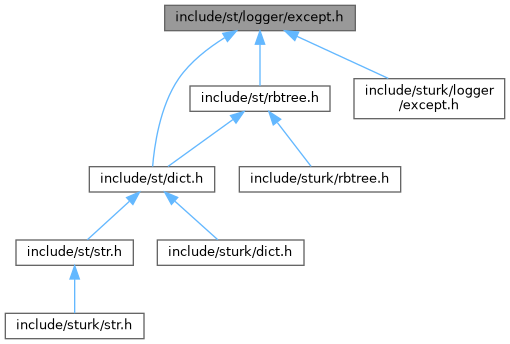 include/st/logger/except.h
include/st/rbtree.h
include/sturk/logger
/except.h
include/st/dict.h
include/sturk/rbtree.h
include/st/str.h
include/sturk/dict.h
include/sturk/str.h